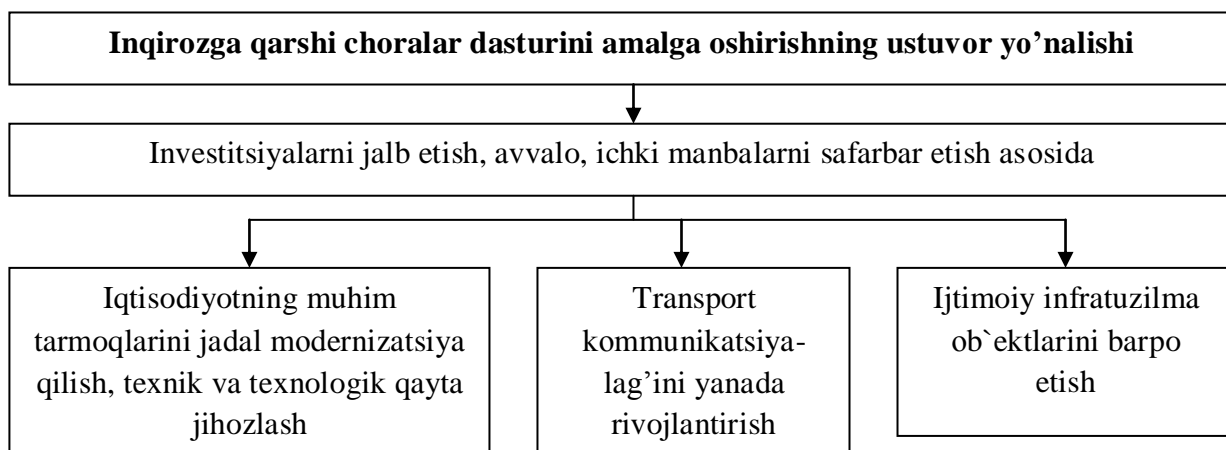 Inqirozga qarshi choralar dasturini amalga oshirishning ustuvor yo’nalishi
Investitsiyalarni jalb etish, avvalo, ichki manbalarni safarbar etish asosida
Iqtisodiyotning muhim
tarmoqlarini jadal modernizatsiya
qilish, texnik va texnologik qayta
jihozlash
Transport
kommunikatsiya-
lag’ini yanada
rivojlantirish
Ijtimoiy infratuzilma
ob`ektlarini barpo
etish